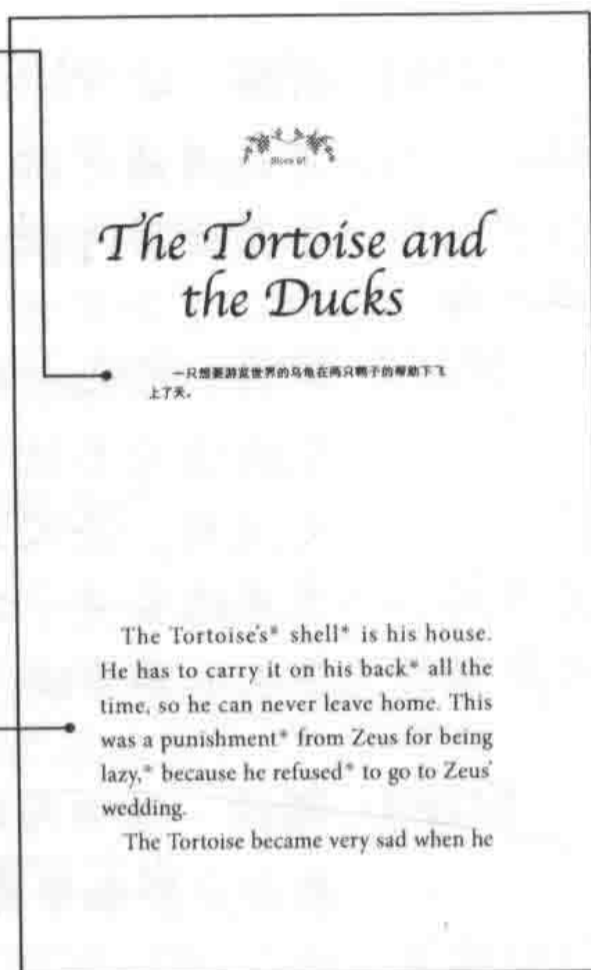 The Tortoise and
the Ducks
一只想要游览世界的乌龟在两只鸭子的帮助下飞
上了天。
The Tortoise's* shell* is his house.
He has to carry it on his back* all the
time, so he can never leave home. This
was a punishment* from Zeus for being
lazy,* because he refused* to go to Zeus'
wedding.
The Tortoise became very sad when he